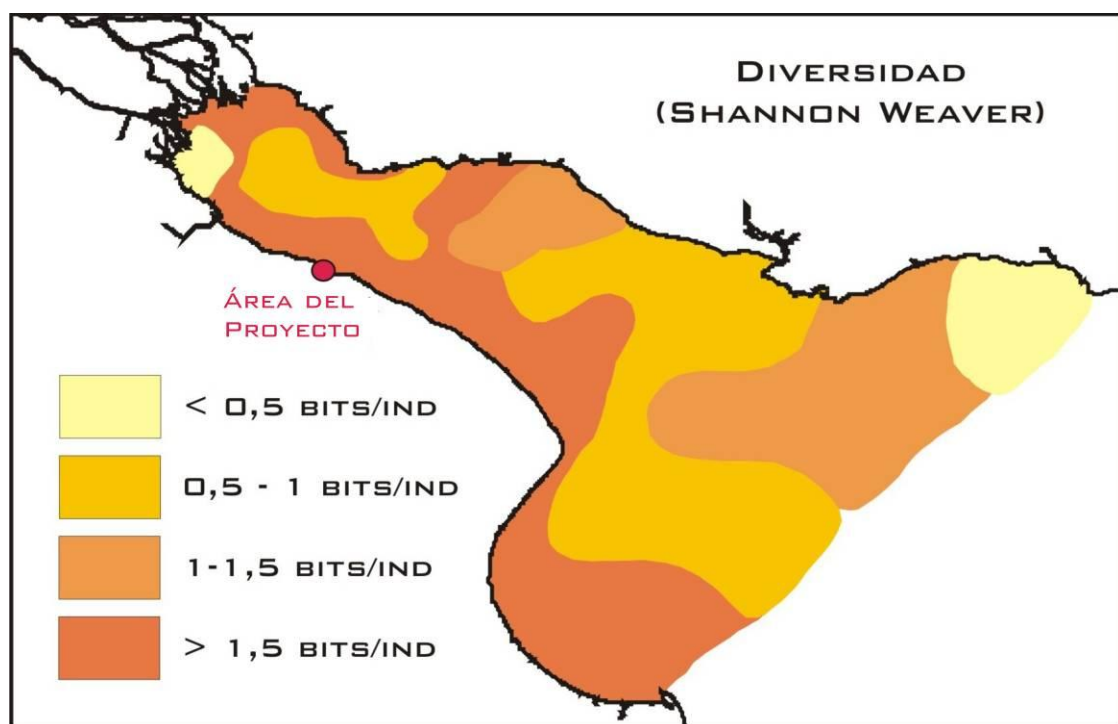 DIVERSIDAD
(SHANNON WEAVER)
ÁREA DEL
PROYECTO
< 0,5 BITS/IND
0,5 - 1 BITS/IND
1-1,5 BITS/IND
> 1,5 BITS/IND